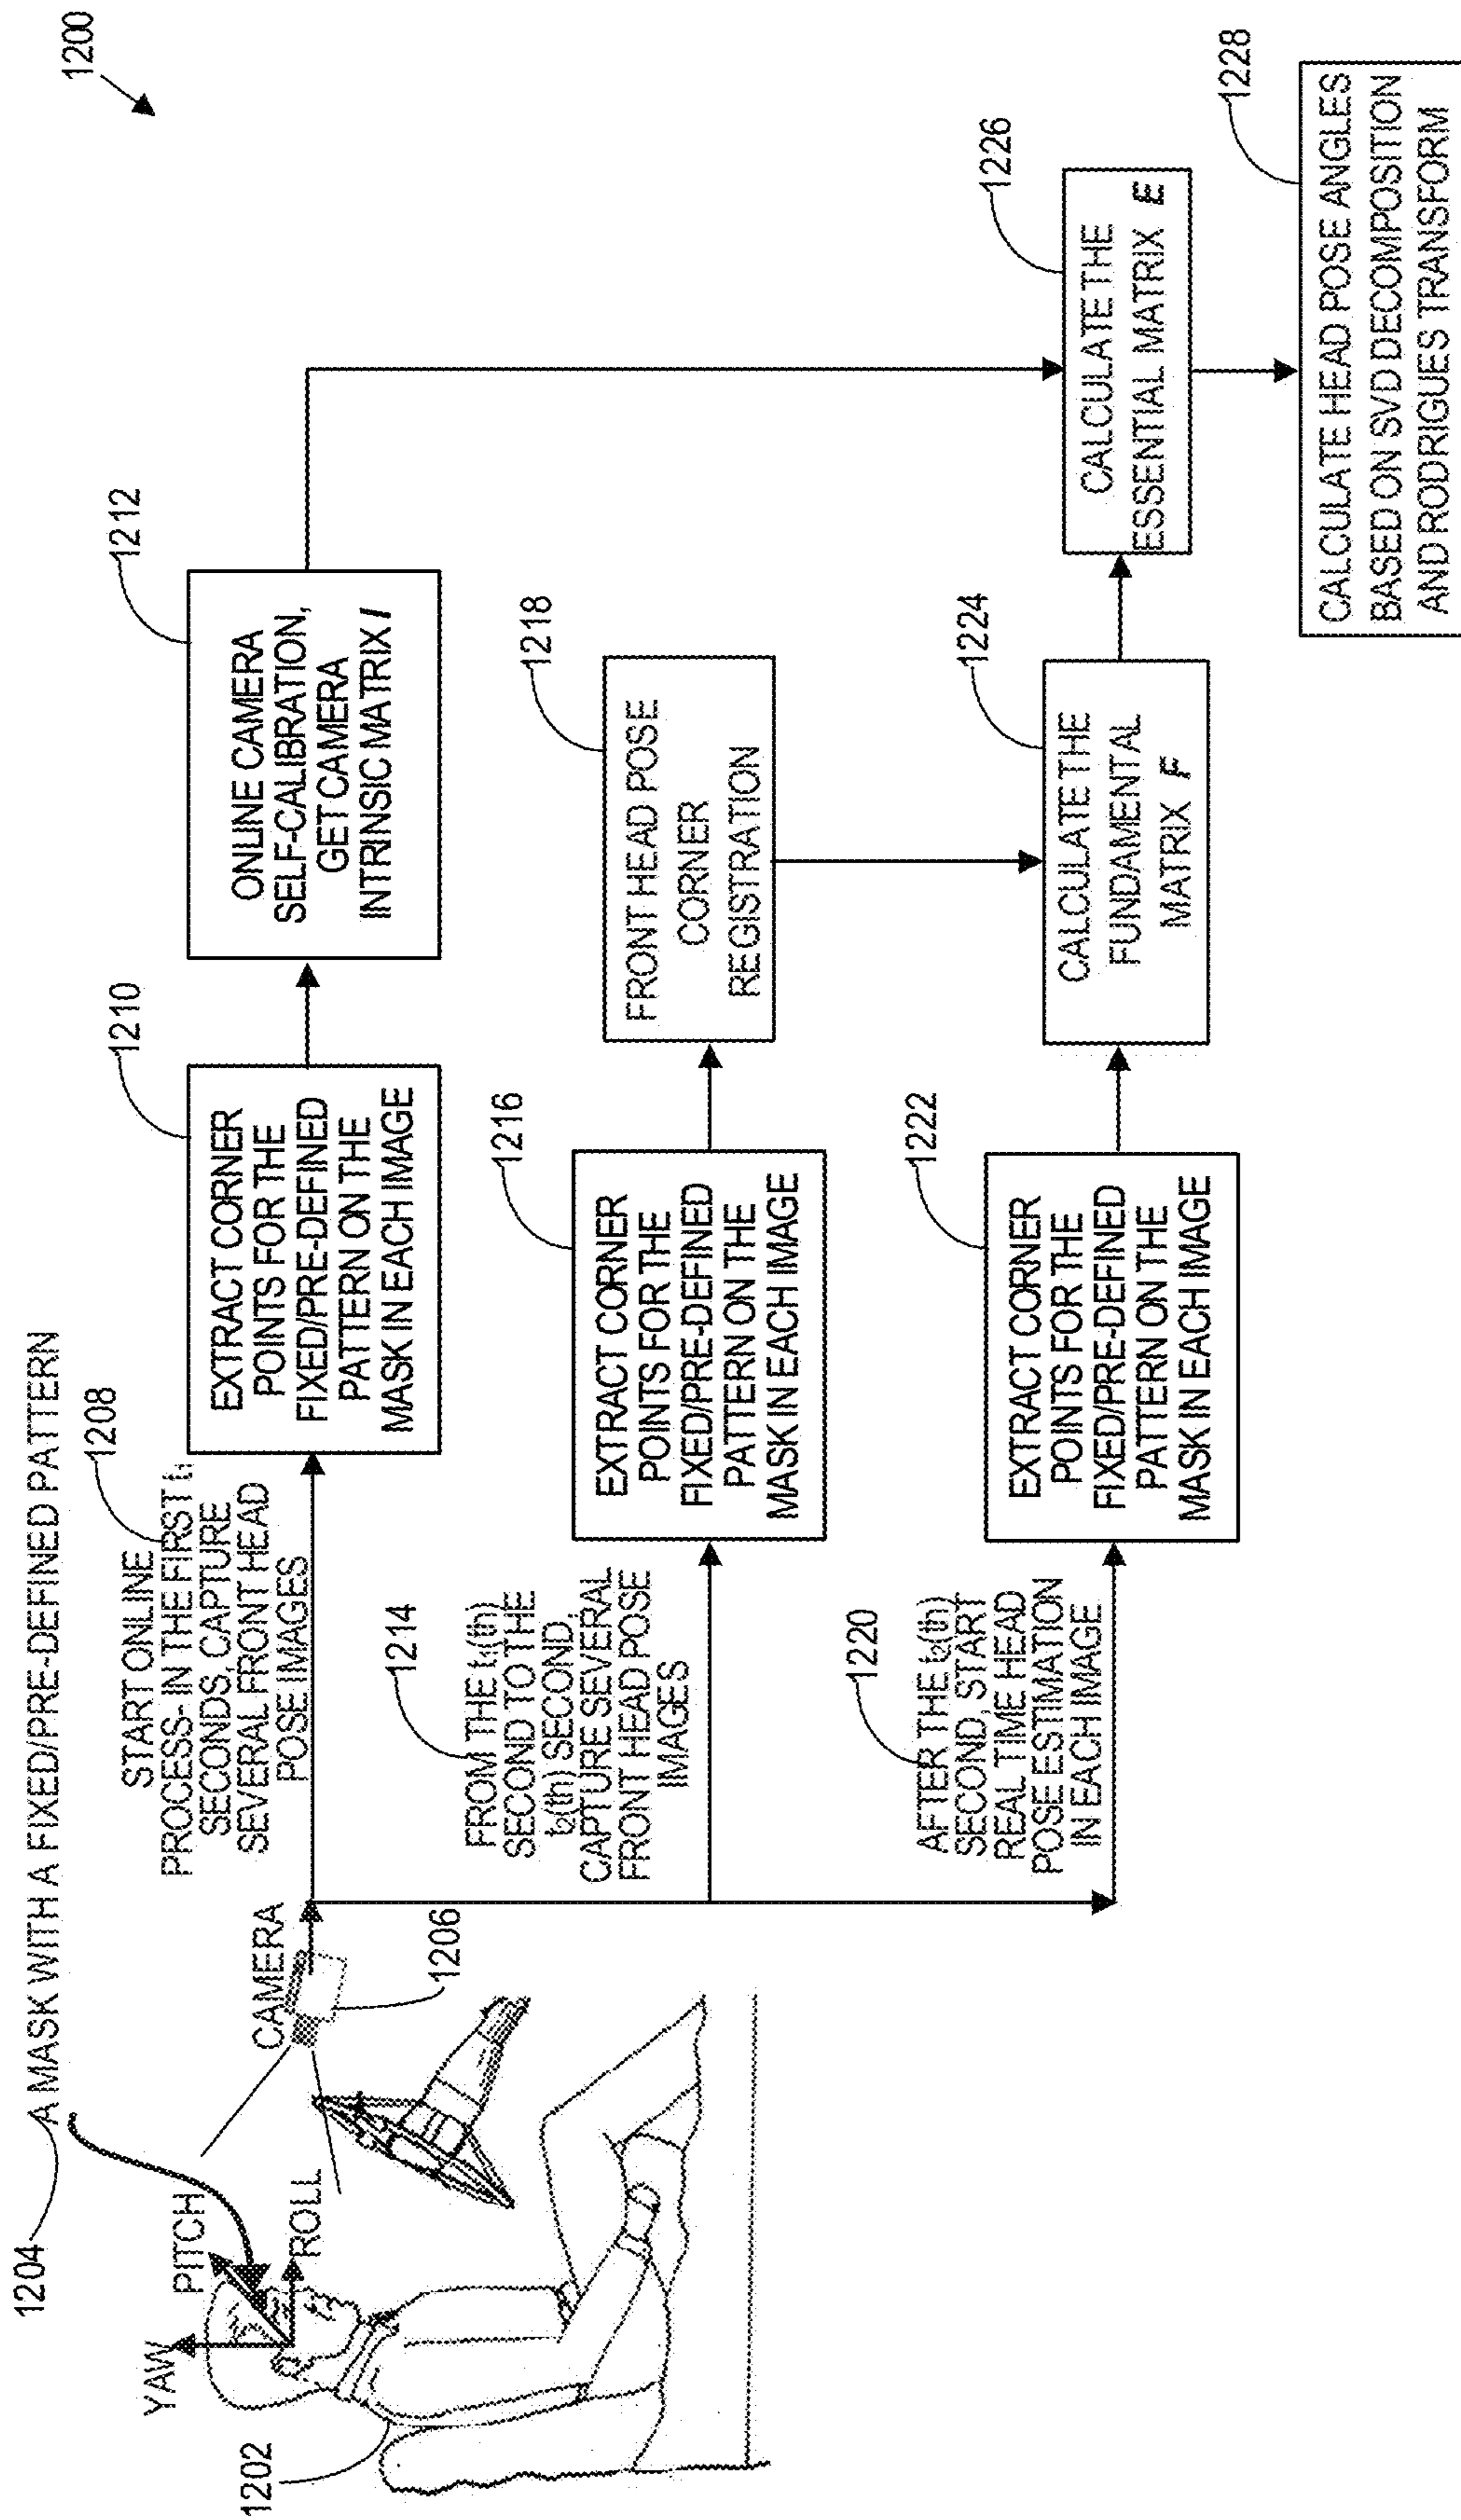 1200
1204
A MASK WITH A FIXED/PRE-DEFINED PATTERN
YAW
PITCH
ROLL
1202
CAMERA
1206
1208
START ONLINE
PROCESS- IN THE FIRST t₁
SECONDS, CAPTURE
SEVERAL FRONT HEAD
POSE IMAGES
1210
EXTRACT CORNER
POINTS FOR THE
FIXED/PRE-DEFINED
PATTERN ON THE
MASK IN EACH IMAGE
1212
ONLINE CAMERA
SELF-CALIBRATION,
GET CAMERA
INTRINSIC MATRIX I
1214
FROM THE t₁(th)
SECOND TO THE
t₂(th) SECOND,
CAPTURE SEVERAL
FRONT HEAD POSE
IMAGES
1216
EXTRACT CORNER
POINTS FOR THE
FIXED/PRE-DEFINED
PATTERN ON THE
MASK IN EACH IMAGE
1218
FRONT HEAD POSE
CORNER
REGISTRATION
1220
AFTER THE t₂(th)
SECOND, START
REAL TIME HEAD
POSE ESTIMATION
IN EACH IMAGE
1222
EXTRACT CORNER
POINTS FOR THE
FIXED/PRE-DEFINED
PATTERN ON THE
MASK IN EACH IMAGE
1224
CALCULATE THE
FUNDAMENTAL
MATRIX F
1226
CALCULATE THE
ESSENTIAL MATRIX E
1228
CALCULATE HEAD POSE ANGLES
BASED ON SVD DECOMPOSITION
AND RODRIGUES TRANSFORM